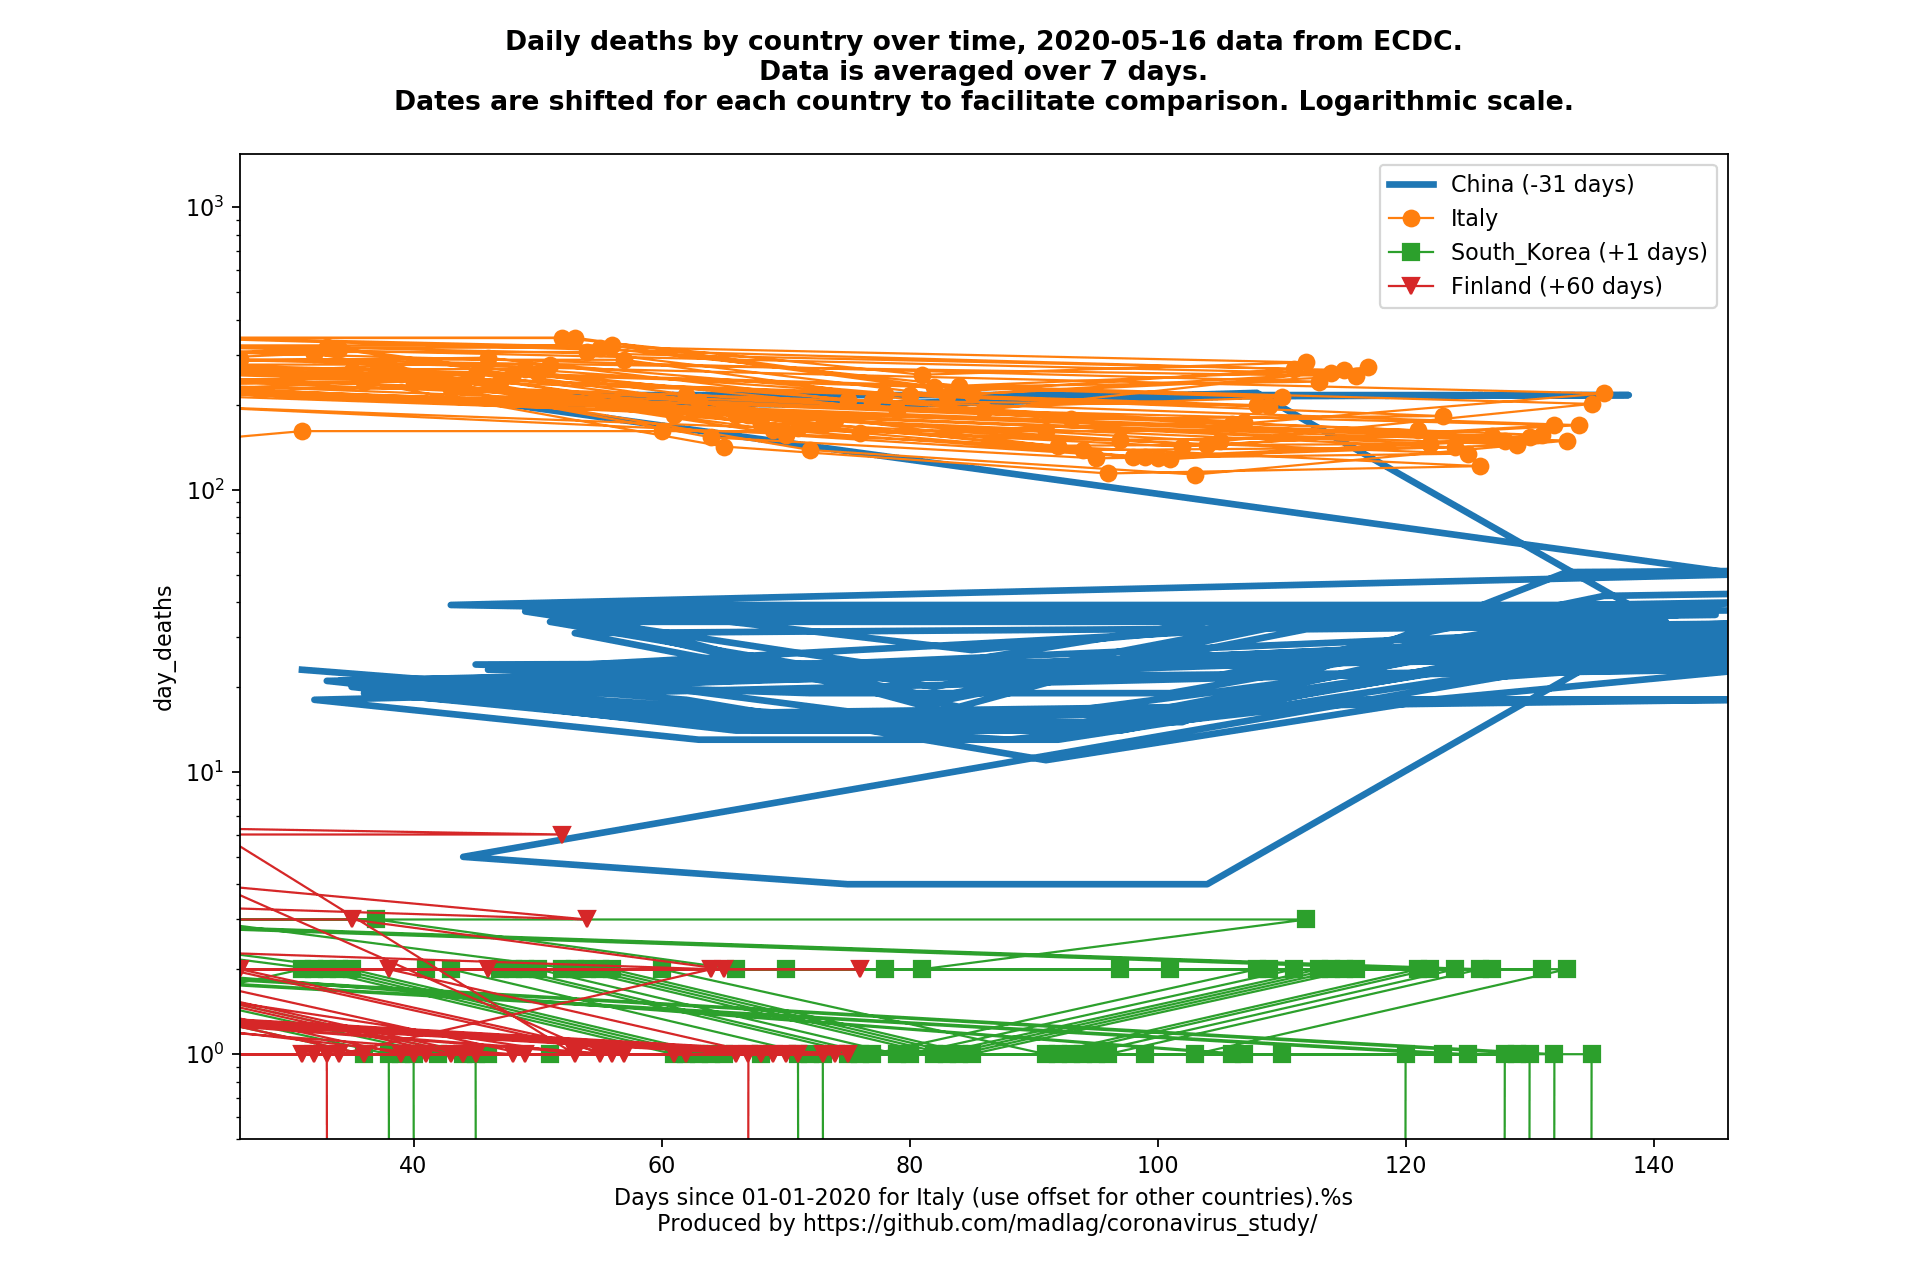 Daily deaths by country over time, 2020-05-16 data from ECDC.
Data is averaged over 7 days.
Dates are shifted for each country to facilitate comparison. Logarithmic scale.
China (-31 days)
Italy
South_Korea (+1 days)
Finland (+60 days)
day_deaths
10³
10²
10¹
10⁰
40 60 80 100 120 140
Days since 01-01-2020 for Italy (use offset for other countries).%s
Produced by https://github.com/madlag/coronavirus_study/